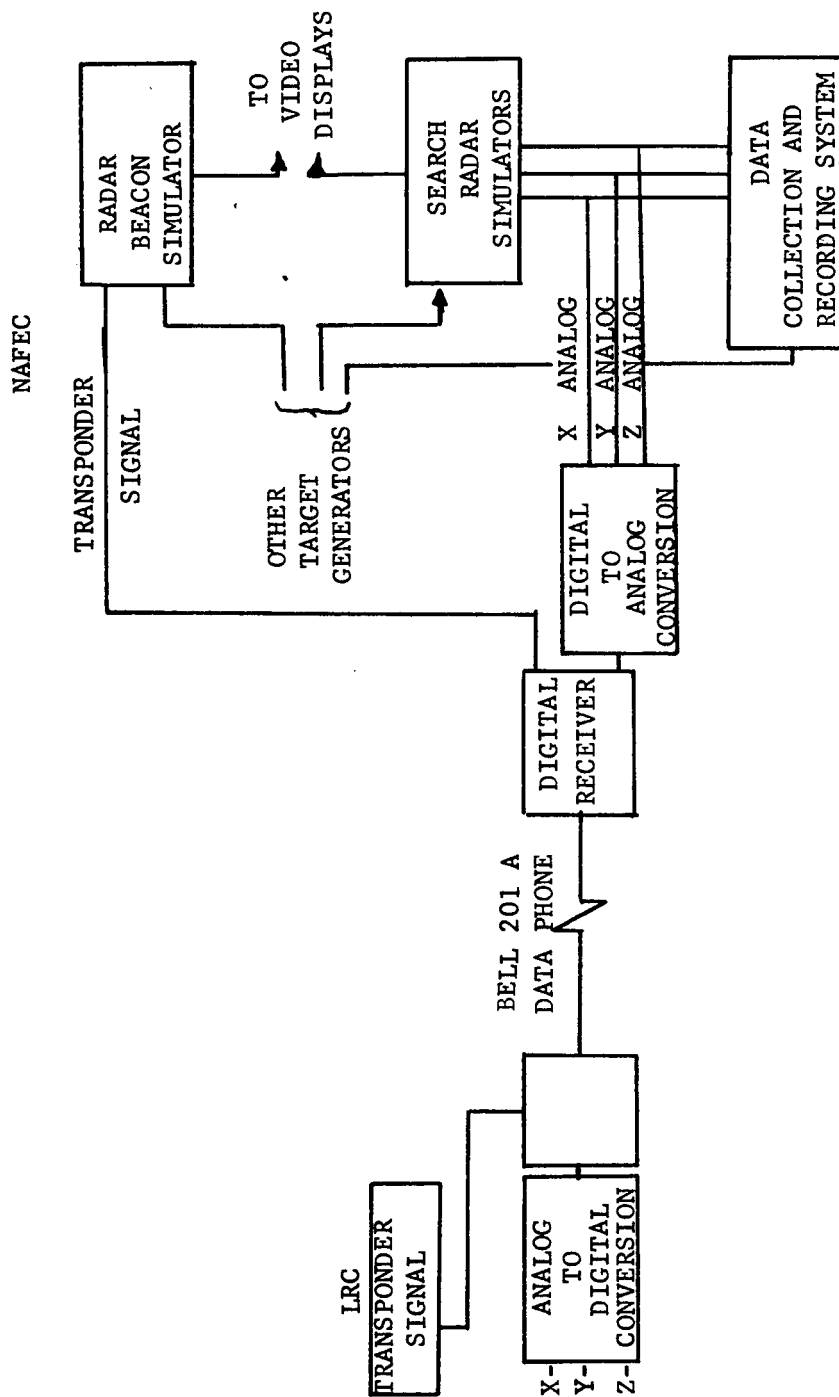 NAFEC
LRC
TRANSPONDER
SIGNAL
X-
Y-
Z-
ANALOG
TO
DIGITAL
CONVERSION
BELL 201 A
DATA PHONE
DIGITAL
RECEIVER
DIGITAL
TO
ANALOG
CONVERSION
TRANSPONDER
SIGNAL
OTHER
TARGET
GENERATORS
X ANALOG
Y ANALOG
Z ANALOG
RADAR
BEACON
SIMULATOR
TO
VIDEO
DISPLAYS
SEARCH
RADAR
SIMULATORS
DATA
COLLECTION AND
RECORDING SYSTEM